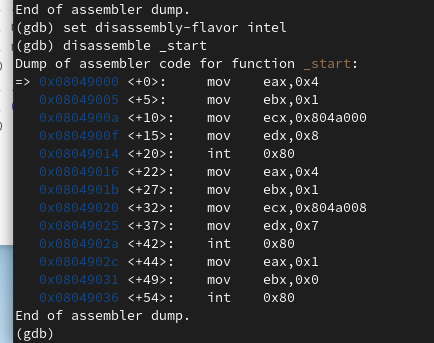 End of assembler dump.
(gdb) set disassembly-flavor intel
(gdb) disassemble _start
Dump of assembler code for function _start:
=> 0x08049000 <+0>: mov eax,0x4
0x08049005 <+5>: mov ebx,0x1
0x0804900a <+10>: mov ecx,0x804a000
0x0804900f <+15>: mov edx,0x8
0x08049014 <+20>: int 0x80
0x08049016 <+22>: mov eax,0x4
0x0804901b <+27>: mov ebx,0x1
0x08049020 <+32>: mov ecx,0x804a008
0x08049025 <+37>: mov edx,0x7
0x0804902a <+42>: int 0x80
0x0804902c <+44>: mov eax,0x1
0x08049031 <+49>: mov ebx,0x0
0x08049036 <+54>: int 0x80
End of assembler dump.
(gdb)